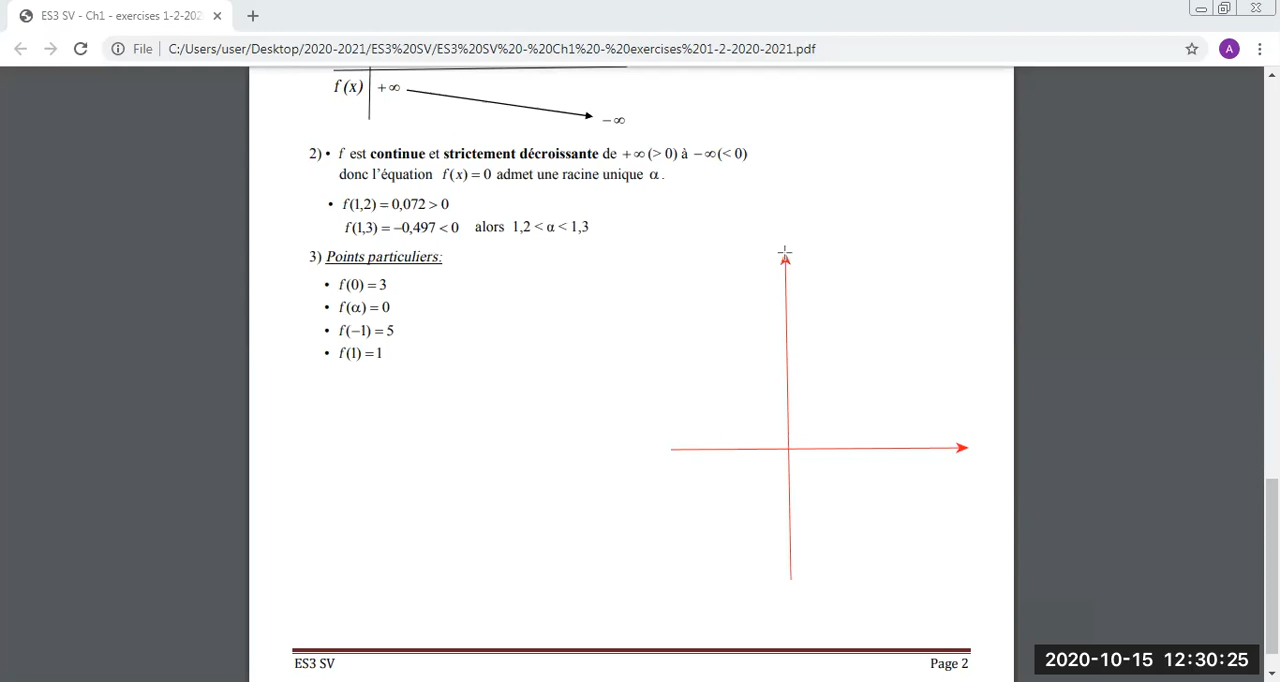 ES3 SV - Ch1 - exercises 1-2-202
File
C:/Users/user/Desktop/2020-2021/ES3%20SV/ES3%20SV%20-%20Ch1%20-%20exercises%201-2-2020-2021.pdf
A
f(x) +∞
−∞
2) • f est continue et strictement décroissante de +∞(> 0) à −∞(< 0)
donc l'équation f(x) = 0 admet une racine unique α.
• f(1,2) = 0,072 > 0
f(1,3) = −0,497 < 0 alors 1,2 < α < 1,3
3) Points particuliers:
• f(0) = 3
• f(α) = 0
• f(−1) = 5
• f(1) = 1
ES3 SV
Page 2
2020-10-15 12:30:25